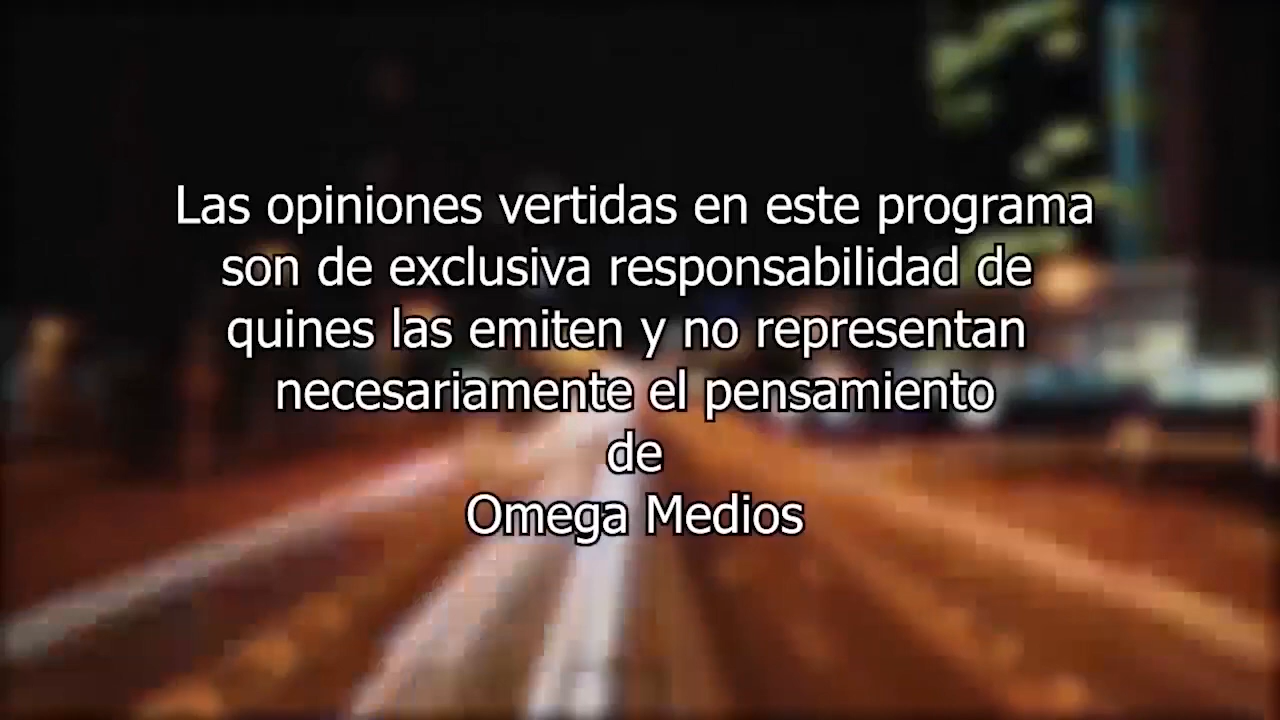 Las opiniones vertidas en este programa
son de exclusiva responsabilidad de
quines las emiten y no representan
necesariamente el pensamiento
de
Omega Medios